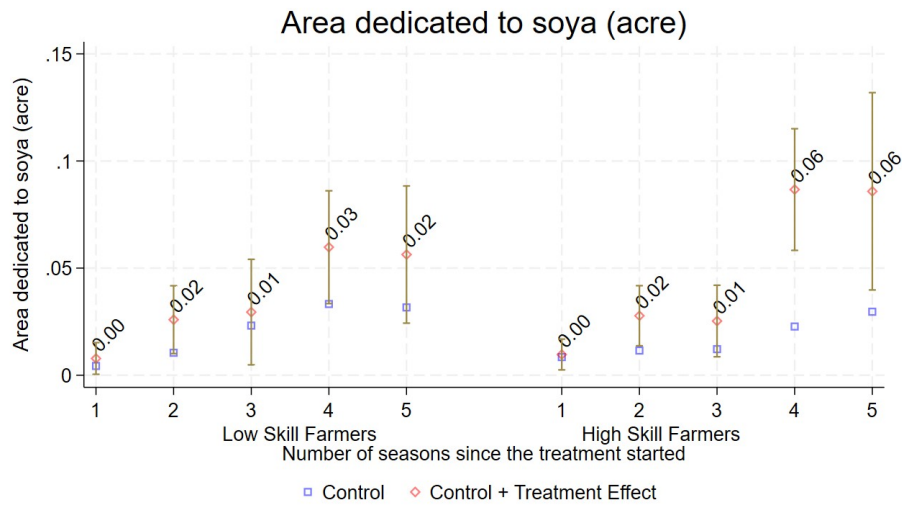 Area dedicated to soya (acre)
Area dedicated to soya (acre)
.15
.1
.05
0
0.00
0.02
0.01
0.03
0.02
0.00
0.02
0.01
0.06
0.06
1 2 3 4 5 1 2 3 4 5
Low Skill Farmers High Skill Farmers
Number of seasons since the treatment started
Control Control + Treatment Effect